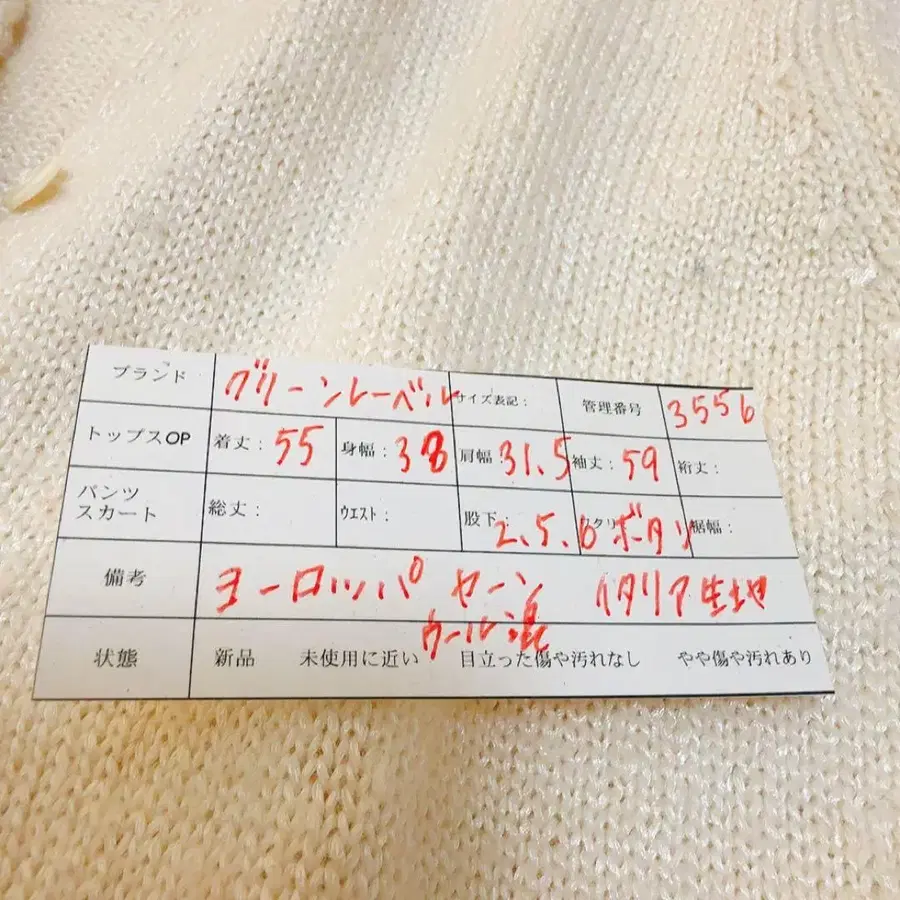 ブランド グリーンレーベル サイズ表記： 管理番号 3556
トップスOP 着丈： 55 身幅： 38 肩幅： 31.5 袖丈： 59 裄丈：
パンツ スカート 総丈： ウエスト： 股下： ワタリ 裾幅：
2、5、6ボタン
備考 ヨーロッパ ヤーン イタリア生地
ウール混
状態 新品 未使用に近い 目立った傷や汚れなし やや傷や汚れあり